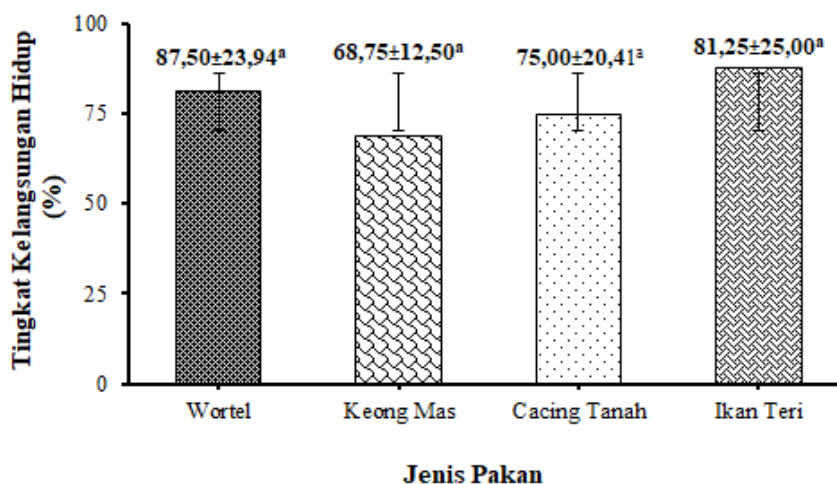 Tingkat Kelangsungan Hidup
(%)
100
75
50
25
0
87,50±23,94ᵃ
68,75±12,50ᵃ
75,00±20,41ᵃ
81,25±25,00ᵃ
Wortel
Keong Mas
Cacing Tanah
Ikan Teri
Jenis Pakan